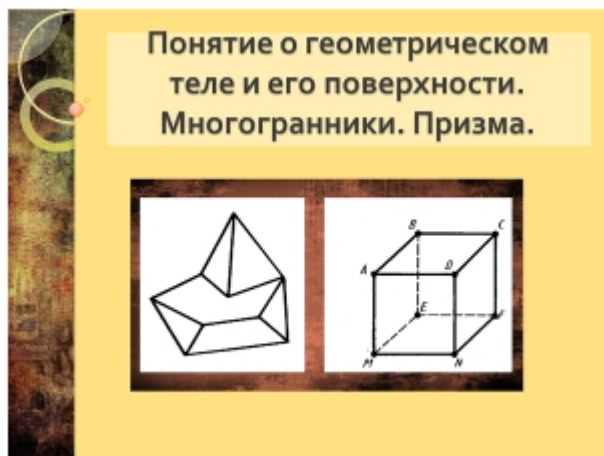 Понятие о геометрическом
теле и его поверхности.
Многогранники. Призма.
B C
A D
E F
M N